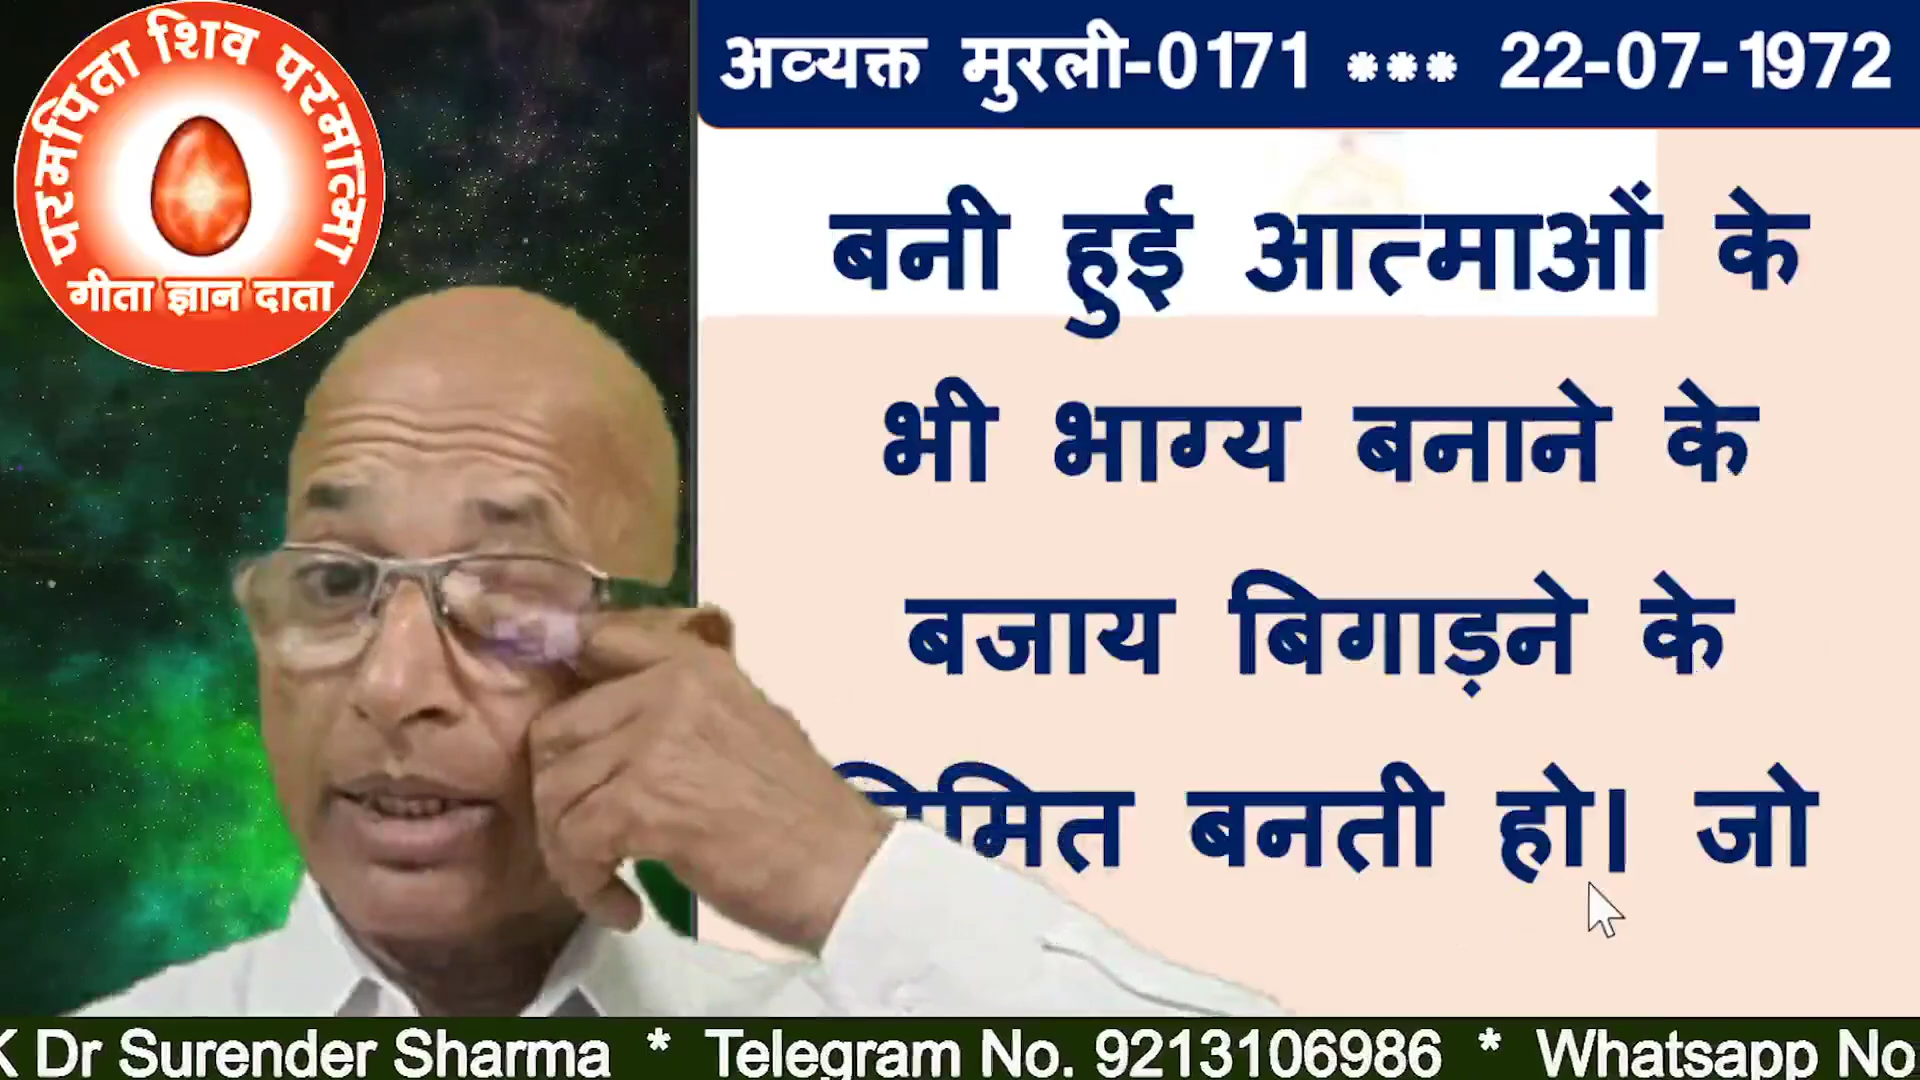 परमपिता शिव परमात्मा
गीता ज्ञान दाता
अव्यक्त मुरली-0171 *** 22-07-1972
बनी हुई आत्माओं के
भी भाग्य बनाने के
बजाय बिगाड़ने के
बनती हो। जो
K Dr Surender Sharma * Telegram No. 9213106986 * Whatsapp No